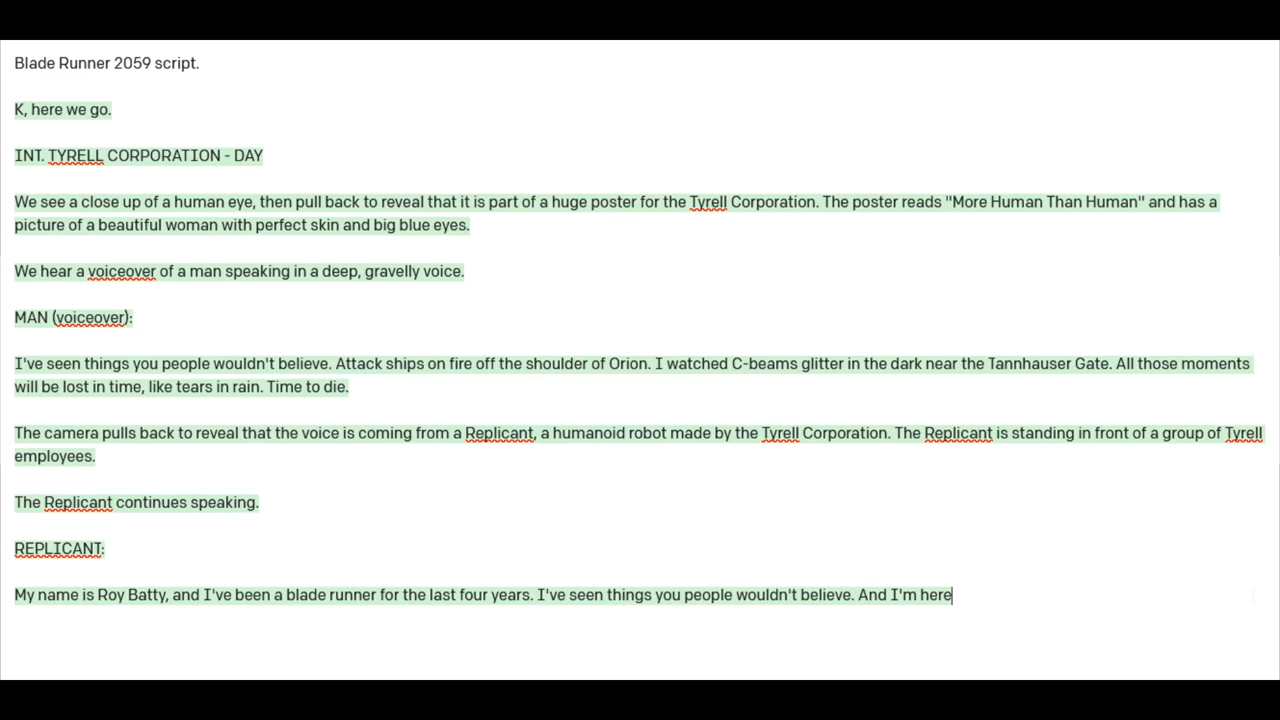 Blade Runner 2059 script.
K, here we go.
INT. TYRELL CORPORATION - DAY
We see a close up of a human eye, then pull back to reveal that it is part of a huge poster for the Tyrell Corporation. The poster reads "More Human Than Human" and has a
picture of a beautiful woman with perfect skin and big blue eyes.
We hear a voiceover of a man speaking in a deep, gravelly voice.
MAN (voiceover):
I've seen things you people wouldn't believe. Attack ships on fire off the shoulder of Orion. I watched C-beams glitter in the dark near the Tannhauser Gate. All those moments
will be lost in time, like tears in rain. Time to die.
The camera pulls back to reveal that the voice is coming from a Replicant, a humanoid robot made by the Tyrell Corporation. The Replicant is standing in front of a group of Tyrell
employees.
The Replicant continues speaking.
REPLICANT:
My name is Roy Batty, and I've been a blade runner for the last four years. I've seen things you people wouldn't believe. And I'm here